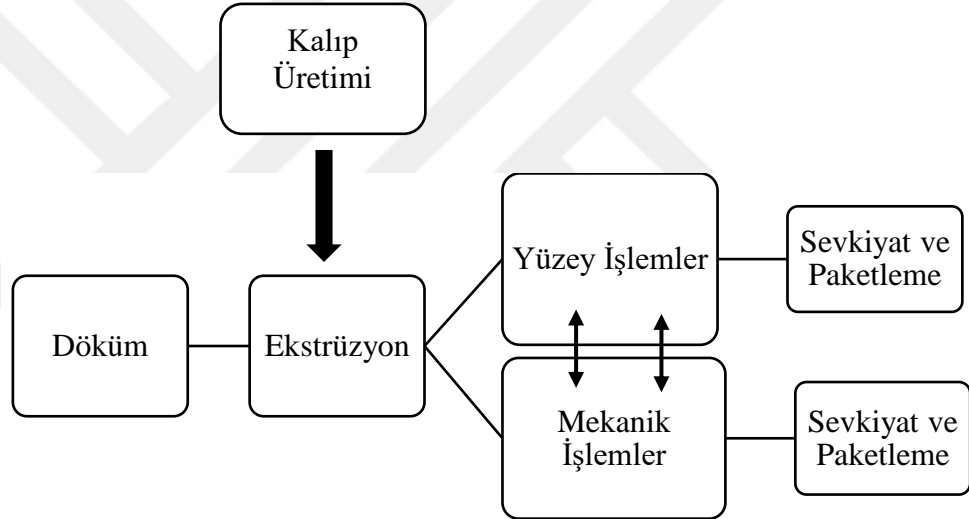 Kalıp
Üretimi
Döküm
Ekstrüzyon
Yüzey İşlemler
Sevkiyat ve
Paketleme
Mekanik
İşlemler
Sevkiyat ve
Paketleme